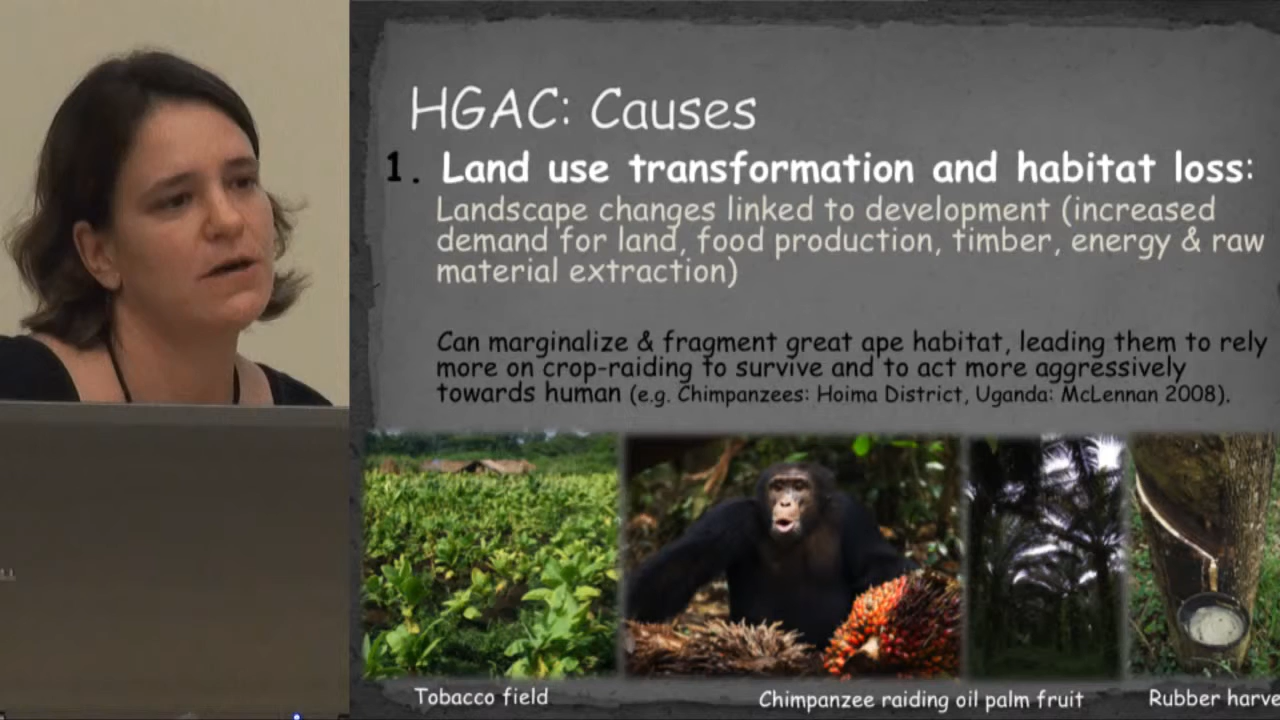 HGAC: Causes
1. Land use transformation and habitat loss:
Landscape changes linked to development (increased
demand for land, food production, timber, energy & raw
material extraction)
Can marginalize & fragment great ape habitat, leading them to rely
more on crop-raiding to survive and to act more aggressively
towards human (e.g. Chimpanzees: Hoima District, Uganda: McLennan 2008).
Tobacco field
Chimpanzee raiding oil palm fruit
Rubber harve